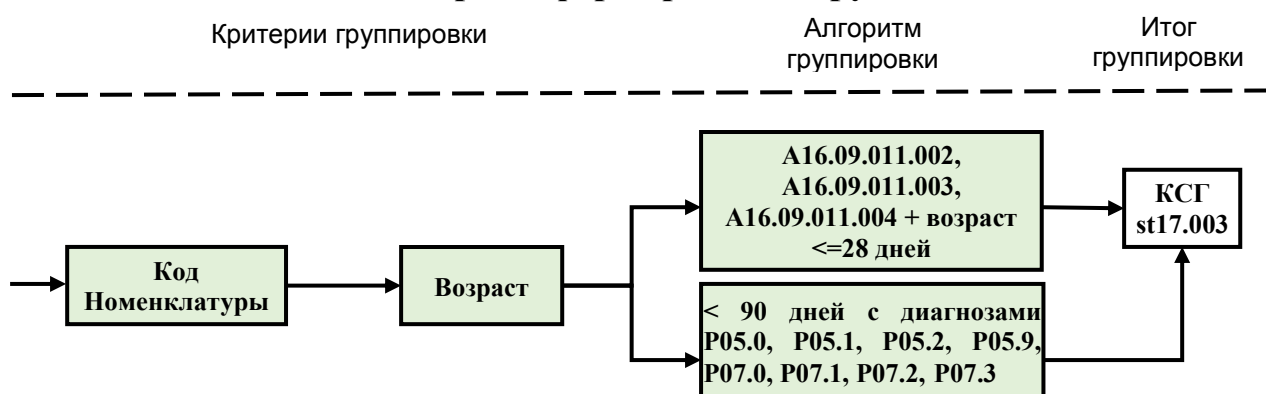 Критерии группировки
Алгоритм
группировки
Итог
группировки
Код
Номенклатуры
Возраст
A16.09.011.002,
A16.09.011.003,
A16.09.011.004 + возраст
<=28 дней
КСГ
st17.003
< 90 дней с диагнозами
P05.0, P05.1, P05.2, P05.9,
P07.0, P07.1, P07.2, P07.3